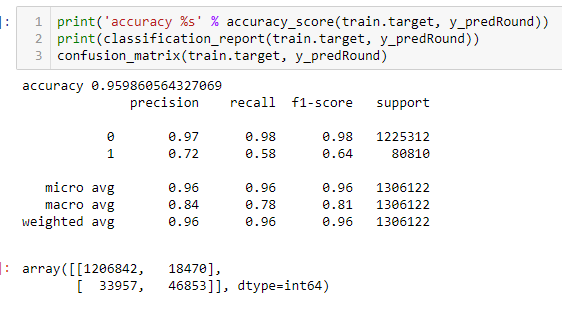 ]: 1 print('accuracy %s' % accuracy_score(train.target, y_predRound))
2 print(classification_report(train.target, y_predRound))
3 confusion_matrix(train.target, y_predRound)
accuracy 0.959860564327069
precision recall f1-score support
0 0.97 0.98 0.98 1225312
1 0.72 0.58 0.64 80810
micro avg 0.96 0.96 0.96 1306122
macro avg 0.84 0.78 0.81 1306122
weighted avg 0.96 0.96 0.96 1306122
]: array([[1206842, 18470],
[ 33957, 46853]], dtype=int64)